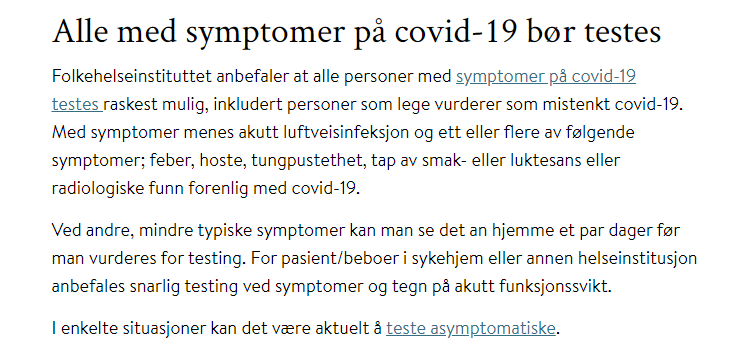 Alle med symptomer på covid-19 bør testes
Folkehelseinstituttet anbefaler at alle personer med symptomer på covid-19
testes raskest mulig, inkludert personer som lege vurderer som mistenkt covid-19.
Med symptomer menes akutt luftveisinfeksjon og ett eller flere av følgende
symptomer; feber, hoste, tungpustethet, tap av smak- eller luktesans eller
radiologiske funn forenlig med covid-19.
Ved andre, mindre typiske symptomer kan man se det an hjemme et par dager før
man vurderes for testing. For pasient/beboer i sykehjem eller annen helseinstitusjon
anbefales snarlig testing ved symptomer og tegn på akutt funksjonssvikt.
I enkelte situasjoner kan det være aktuelt å teste asymptomatiske.